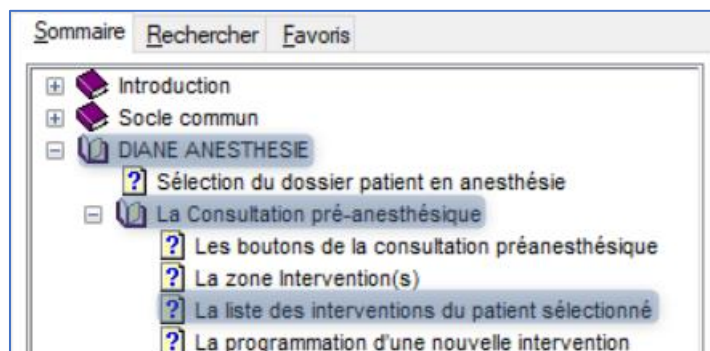 Sommaire Rechercher Favoris
Introduction
Socle commun
DIANE ANESTHESIE
Sélection du dossier patient en anesthésie
La Consultation pré-anesthésique
Les boutons de la consultation préanesthésique
La zone Intervention(s)
La liste des interventions du patient sélectionné
La programmation d'une nouvelle intervention